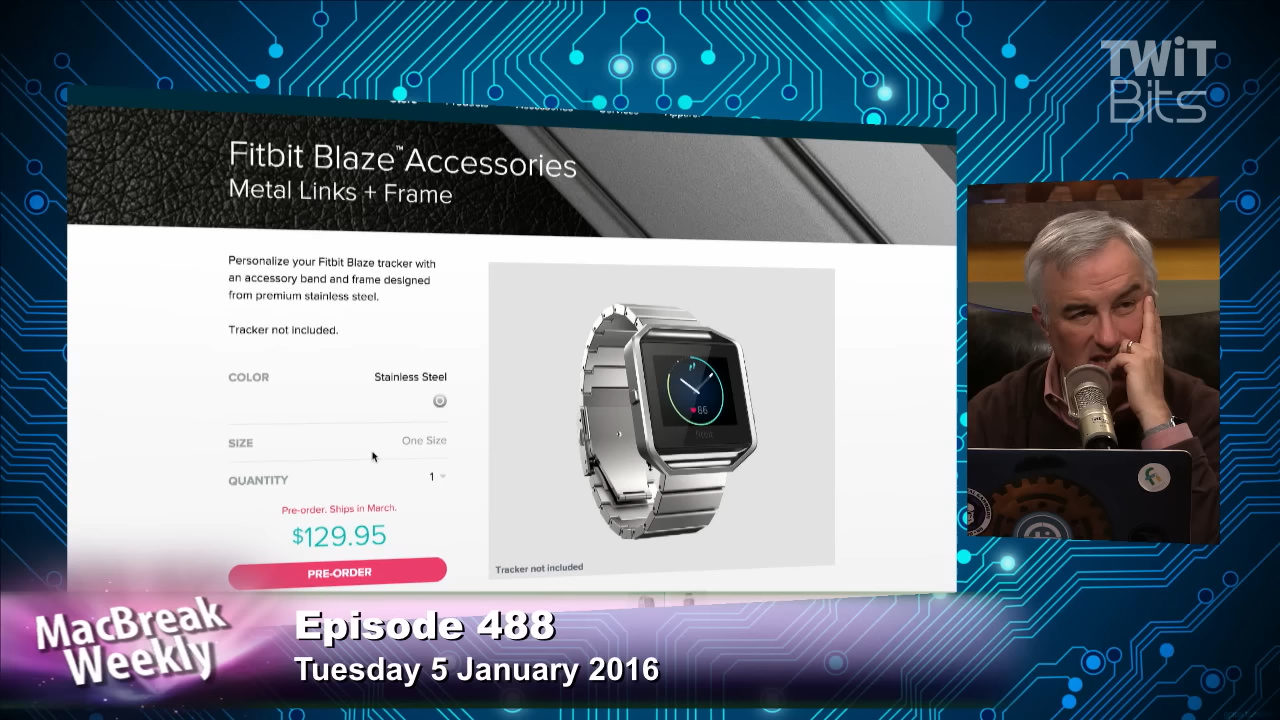 TWiT
Bits
Fitbit Blaze™ Accessories
Metal Links + Frame
Personalize your Fitbit Blaze tracker with
an accessory band and frame designed
from premium stainless steel.
Tracker not included.
COLOR Stainless Steel
SIZE One Size
QUANTITY 1
Pre-order. Ships in March.
$129.95
PRE-ORDER
86
fitbit
Tracker not included
MacBreak
Weekly
Episode 488
Tuesday 5 January 2016